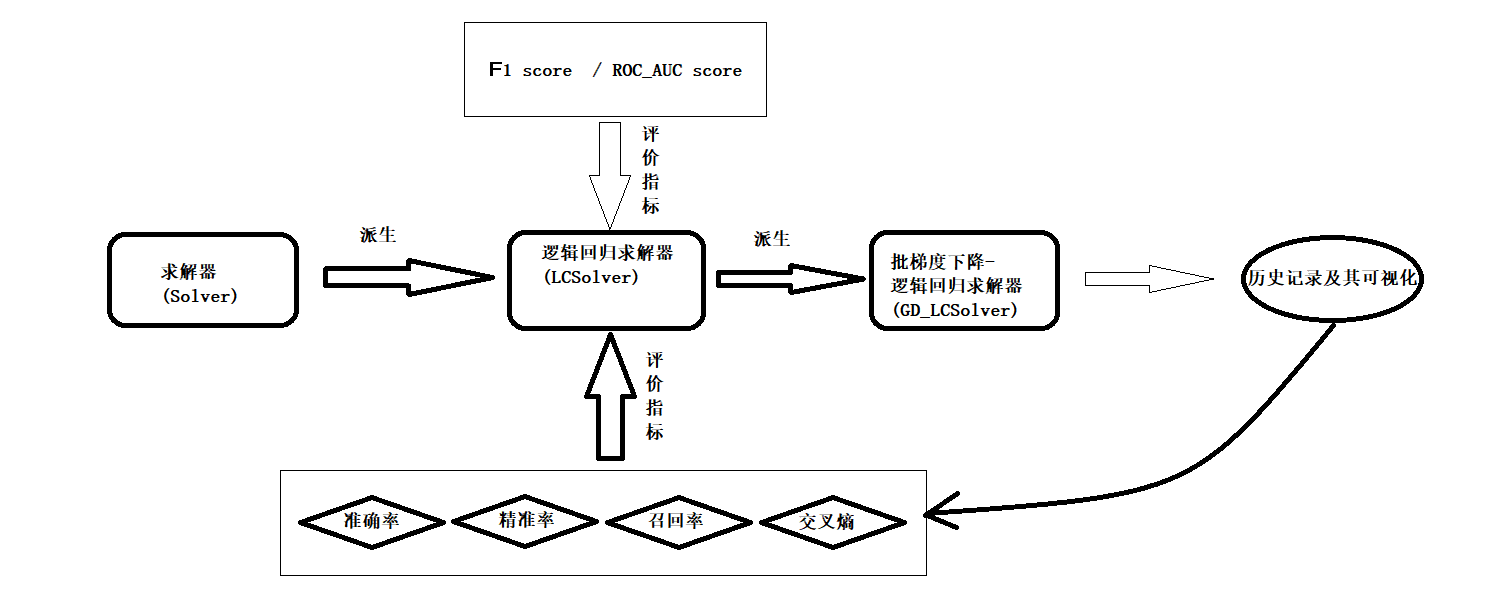 F1 score / ROC_AUC score
评
价
指
标
派生
派生
求解器
(Solver)
逻辑回归求解器
(LCSolver)
批梯度下降-
逻辑回归求解器
(GD_LCSolver)
历史记录及其可视化
评
价
指
标
准确率
精准率
召回率
交叉熵